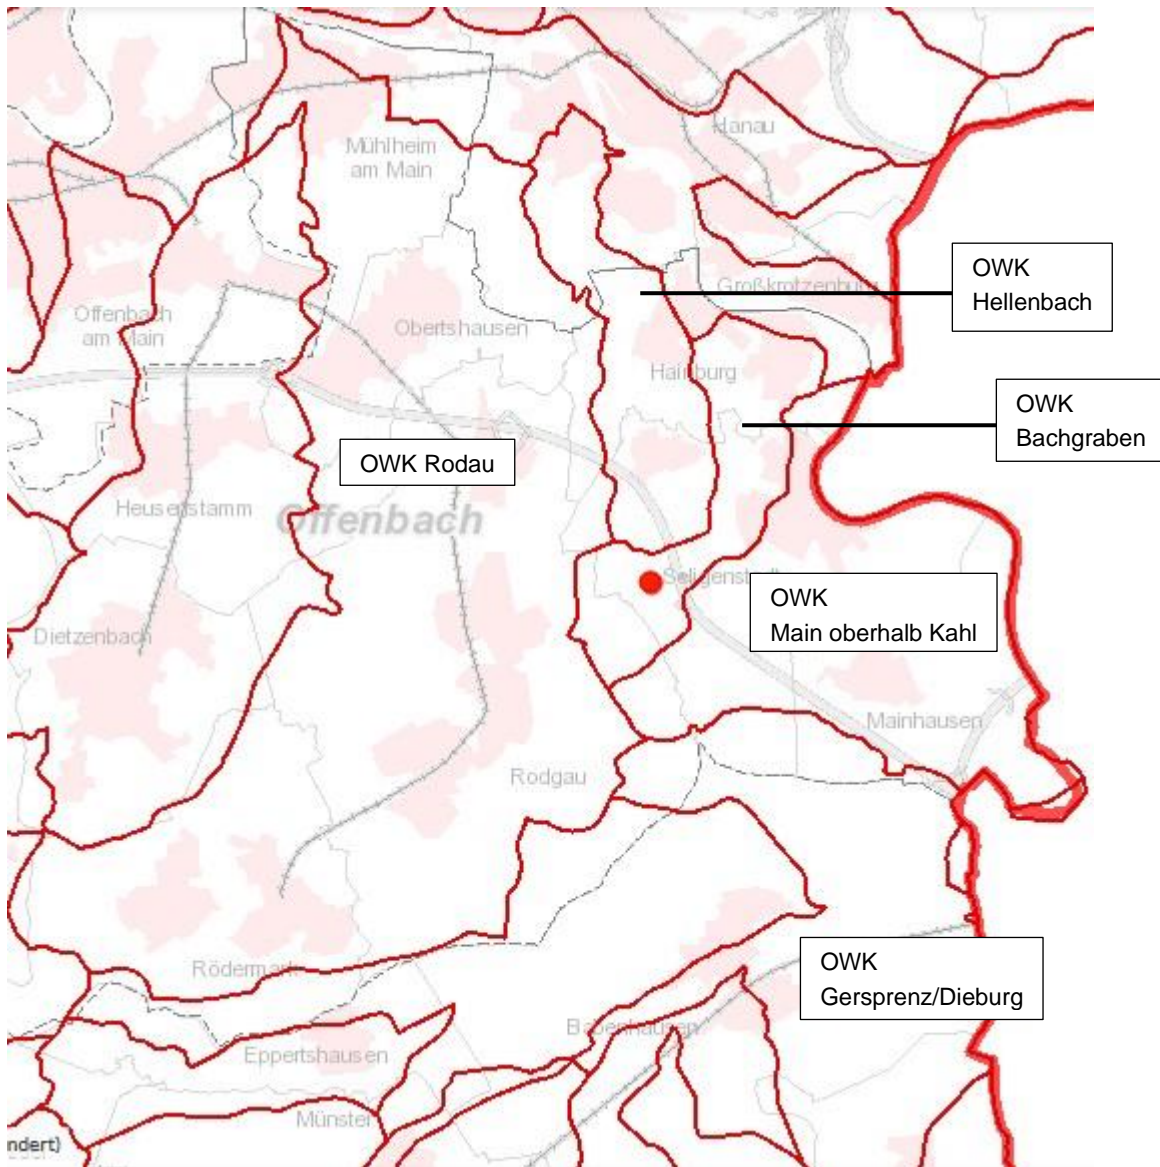 Hanau
Mühlheim
am Main
OWK
Hellenbach
Großkrotzenburg
Offenbach
am Main
Obertshausen
Hainburg
OWK
Bachgraben
OWK Rodau
Heusenstamm
Offenbach
Seligenstadt
OWK
Main oberhalb Kahl
Dietzenbach
Mainhausen
Rodgau
OWK
Gersprenz/Dieburg
Rödermark
Babenhausen
Eppertshausen
Münster
ndert)